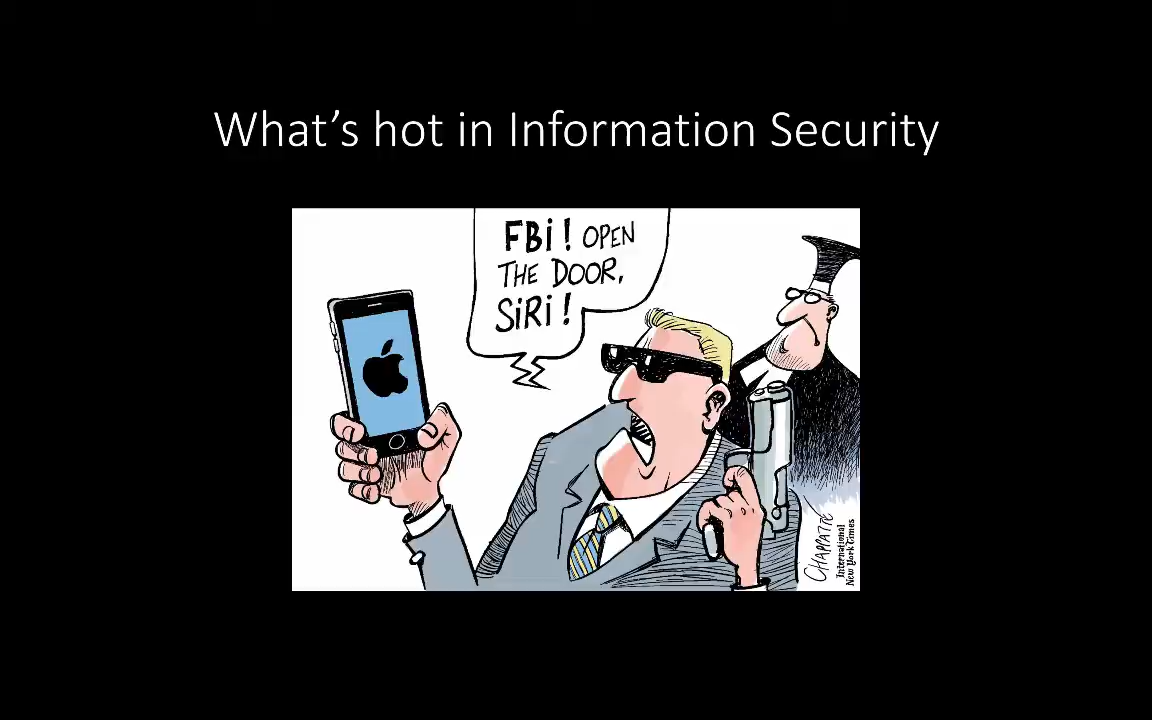 What’s hot in Information Security
FBi! OPEN
THE DOOR,
SiRi!
CHAPPATTE
International
New York Times